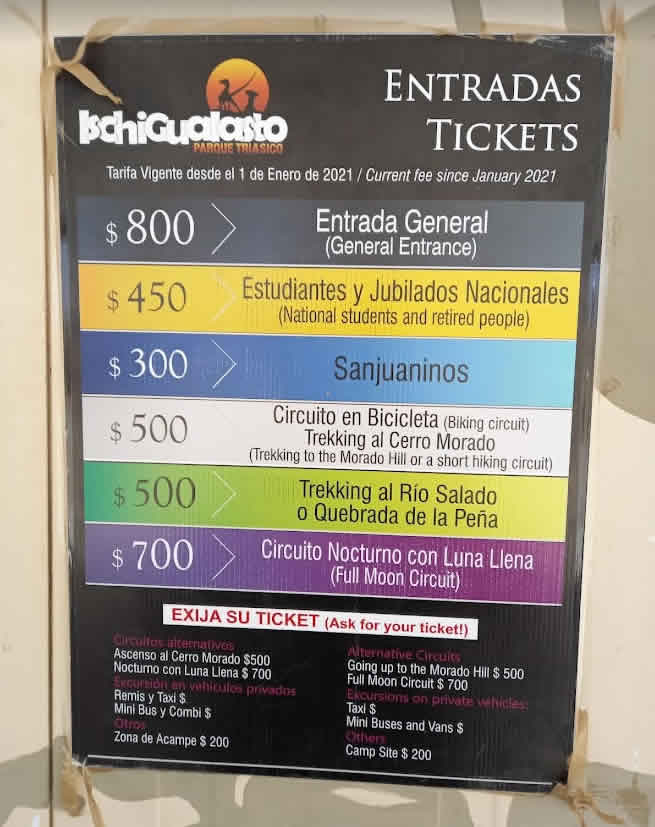 IschiGualasto
PARQUE TRIASICO
ENTRADAS
TICKETS
Tarifa Vigente desde el 1 de Enero de 2021 / Current fee since January 2021
$ 800 Entrada General
(General Entrance)
$ 450 Estudiantes y Jubilados Nacionales
(National students and retired people)
$ 300 Sanjuaninos
$ 500 Circuito en Bicicleta (Biking circuit)
Trekking al Cerro Morado
(Trekking to the Morado Hill or a short hiking circuit)
$ 500 Trekking al Río Salado
o Quebrada de la Peña
$ 700 Circuito Nocturno con Luna Llena
(Full Moon Circuit)
EXIJA SU TICKET (Ask for your ticket!)
Circuitos alternativos
Ascenso al Cerro Morado $500
Nocturno con Luna Llena $ 700
Excursión en vehículos privados
Remis y Taxi $
Mini Bus y Combi $
Otros
Zona de Acampe $ 200
Alternative Circuits
Going up to the Morado Hill $ 500
Full Moon Circuit $ 700
Excursions on private vehicles:
Taxi $
Mini Buses and Vans $
Others
Camp Site $ 200